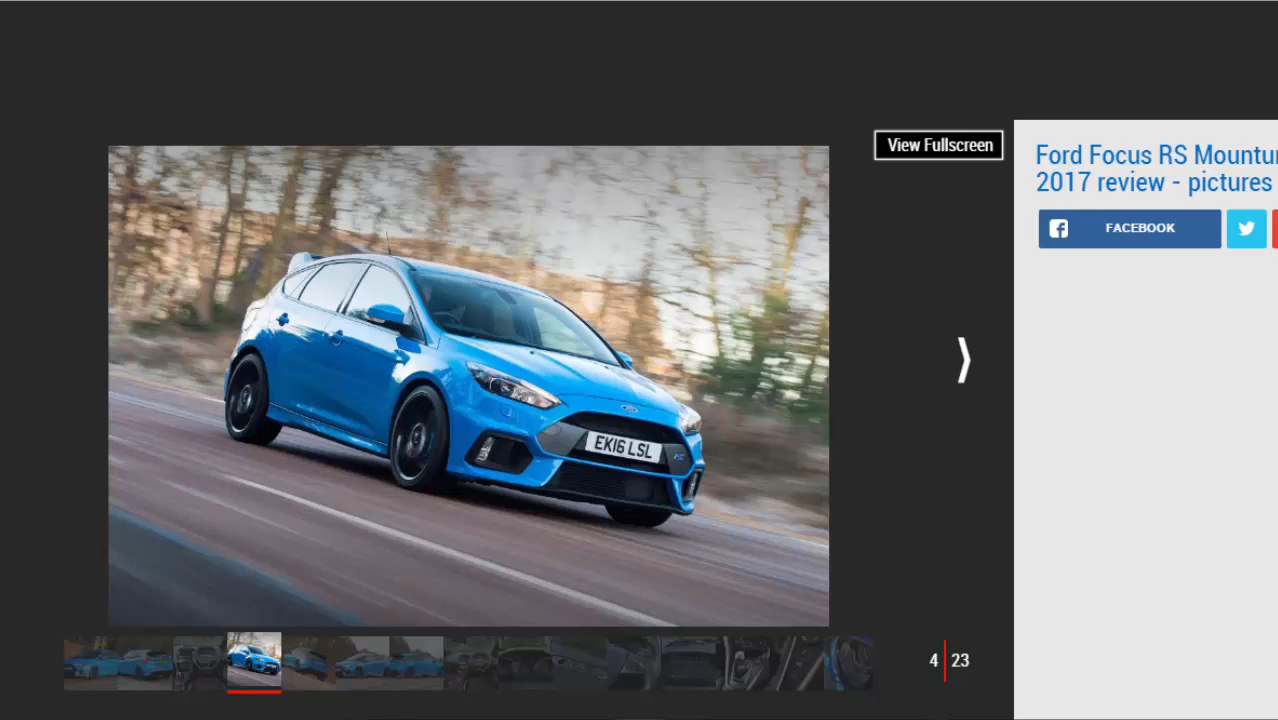 View Fullscreen
Ford Focus RS Mountun
2017 review - pictures
FACEBOOK
EK16 LSL
4 23